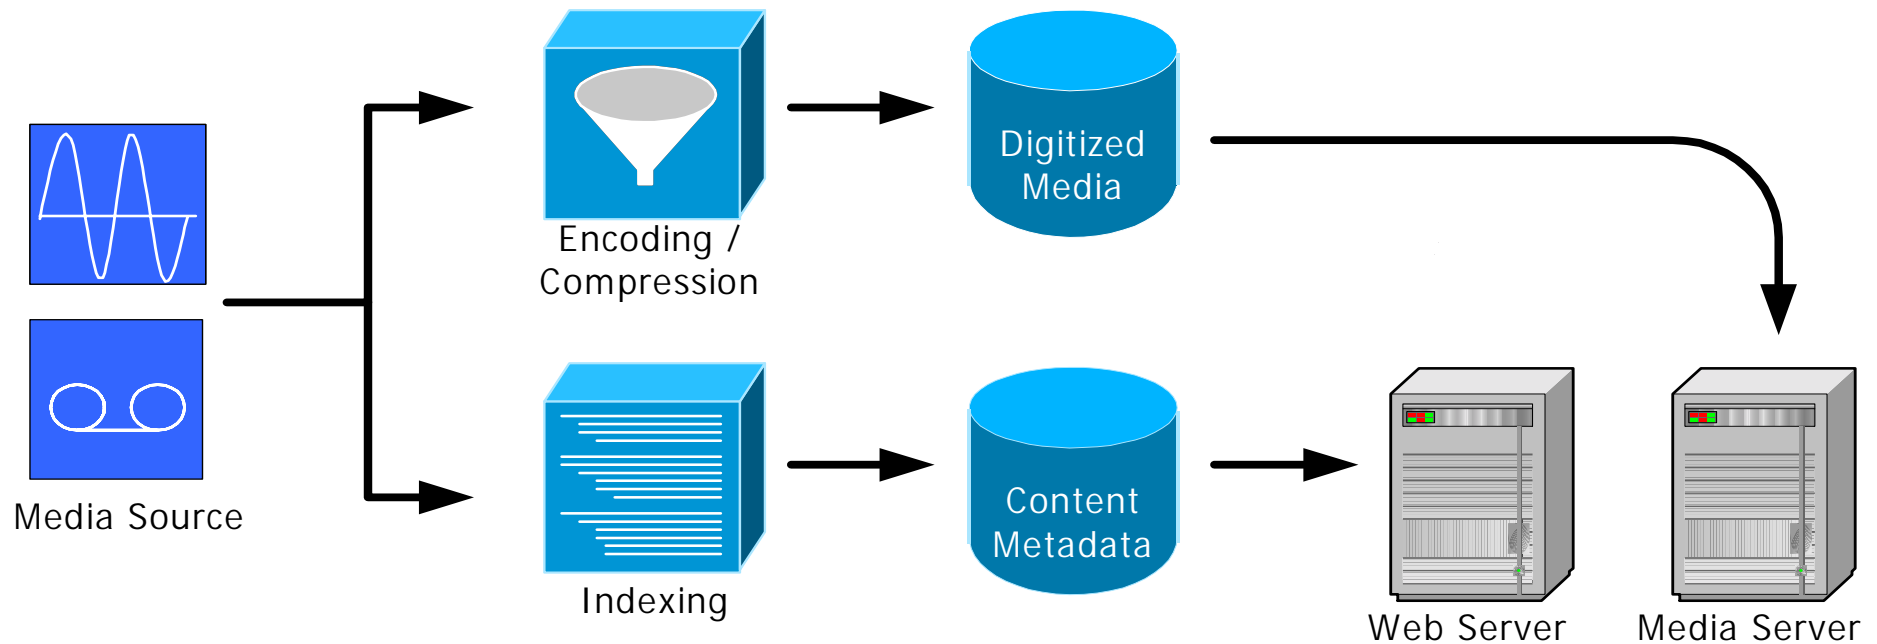 Media Source
Encoding /
Compression
Digitized
Media
Indexing
Content
Metadata
Web Server
Media Server